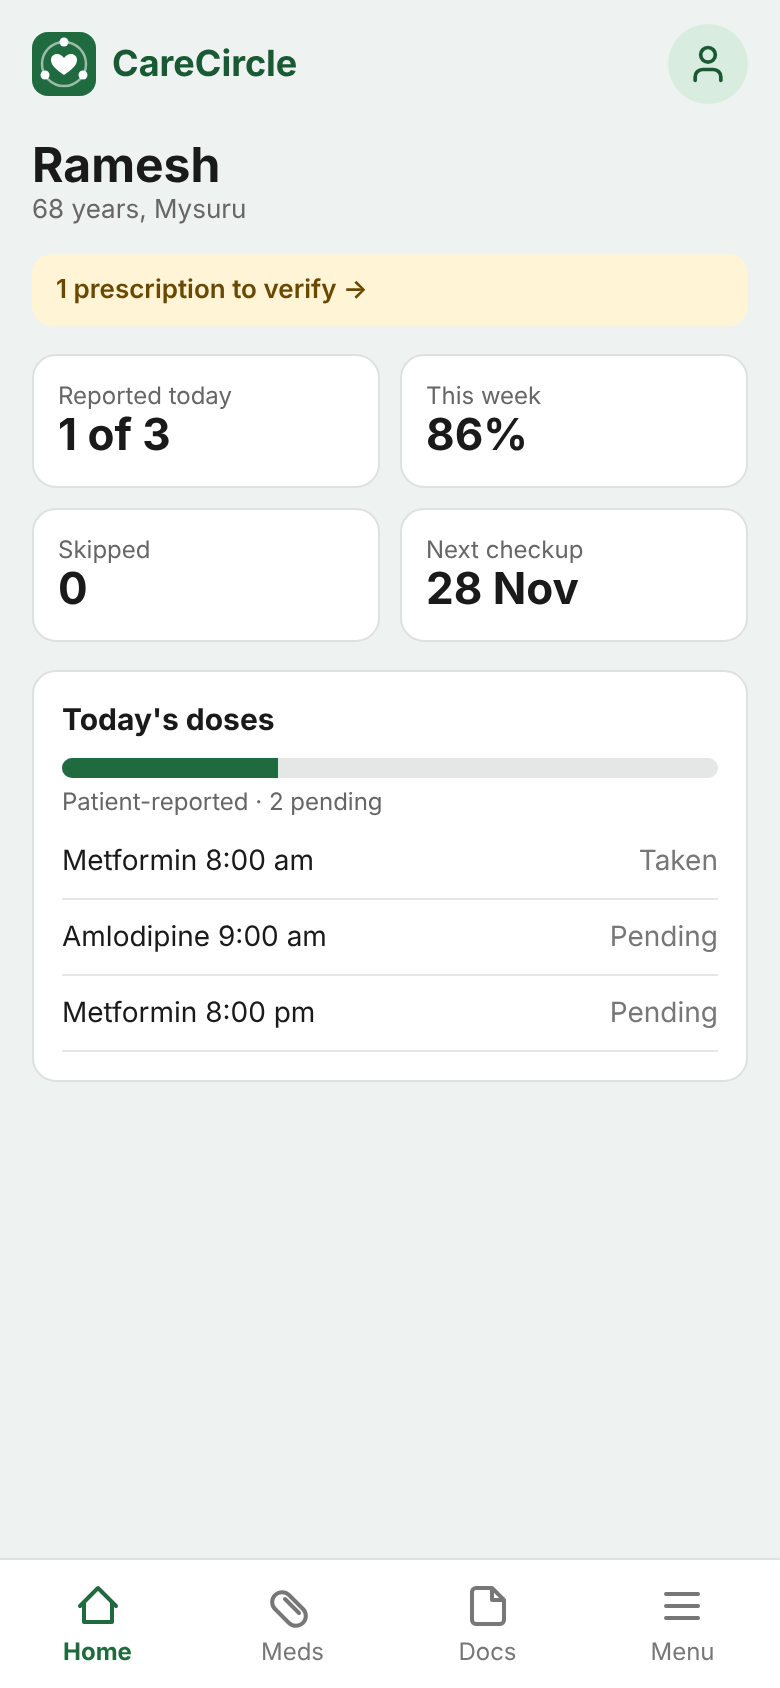 CareCircle
Ramesh
68 years, Mysuru
1 prescription to verify →
Reported today
1 of 3
This week
86%
Skipped
0
Next checkup
28 Nov
Today's doses
Patient-reported · 2 pending
Metformin 8:00 am Taken
Amlodipine 9:00 am Pending
Metformin 8:00 pm Pending
Home Meds Docs Menu